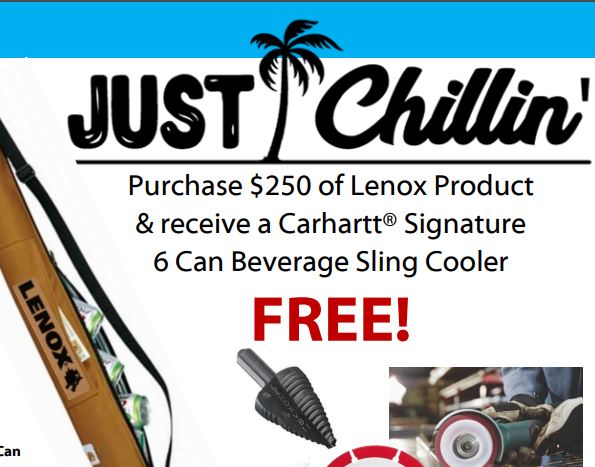 JUST Chillin'
Purchase $250 of Lenox Product
& receive a Carhartt® Signature
6 Can Beverage Sling Cooler
FREE!
LENOX
Can